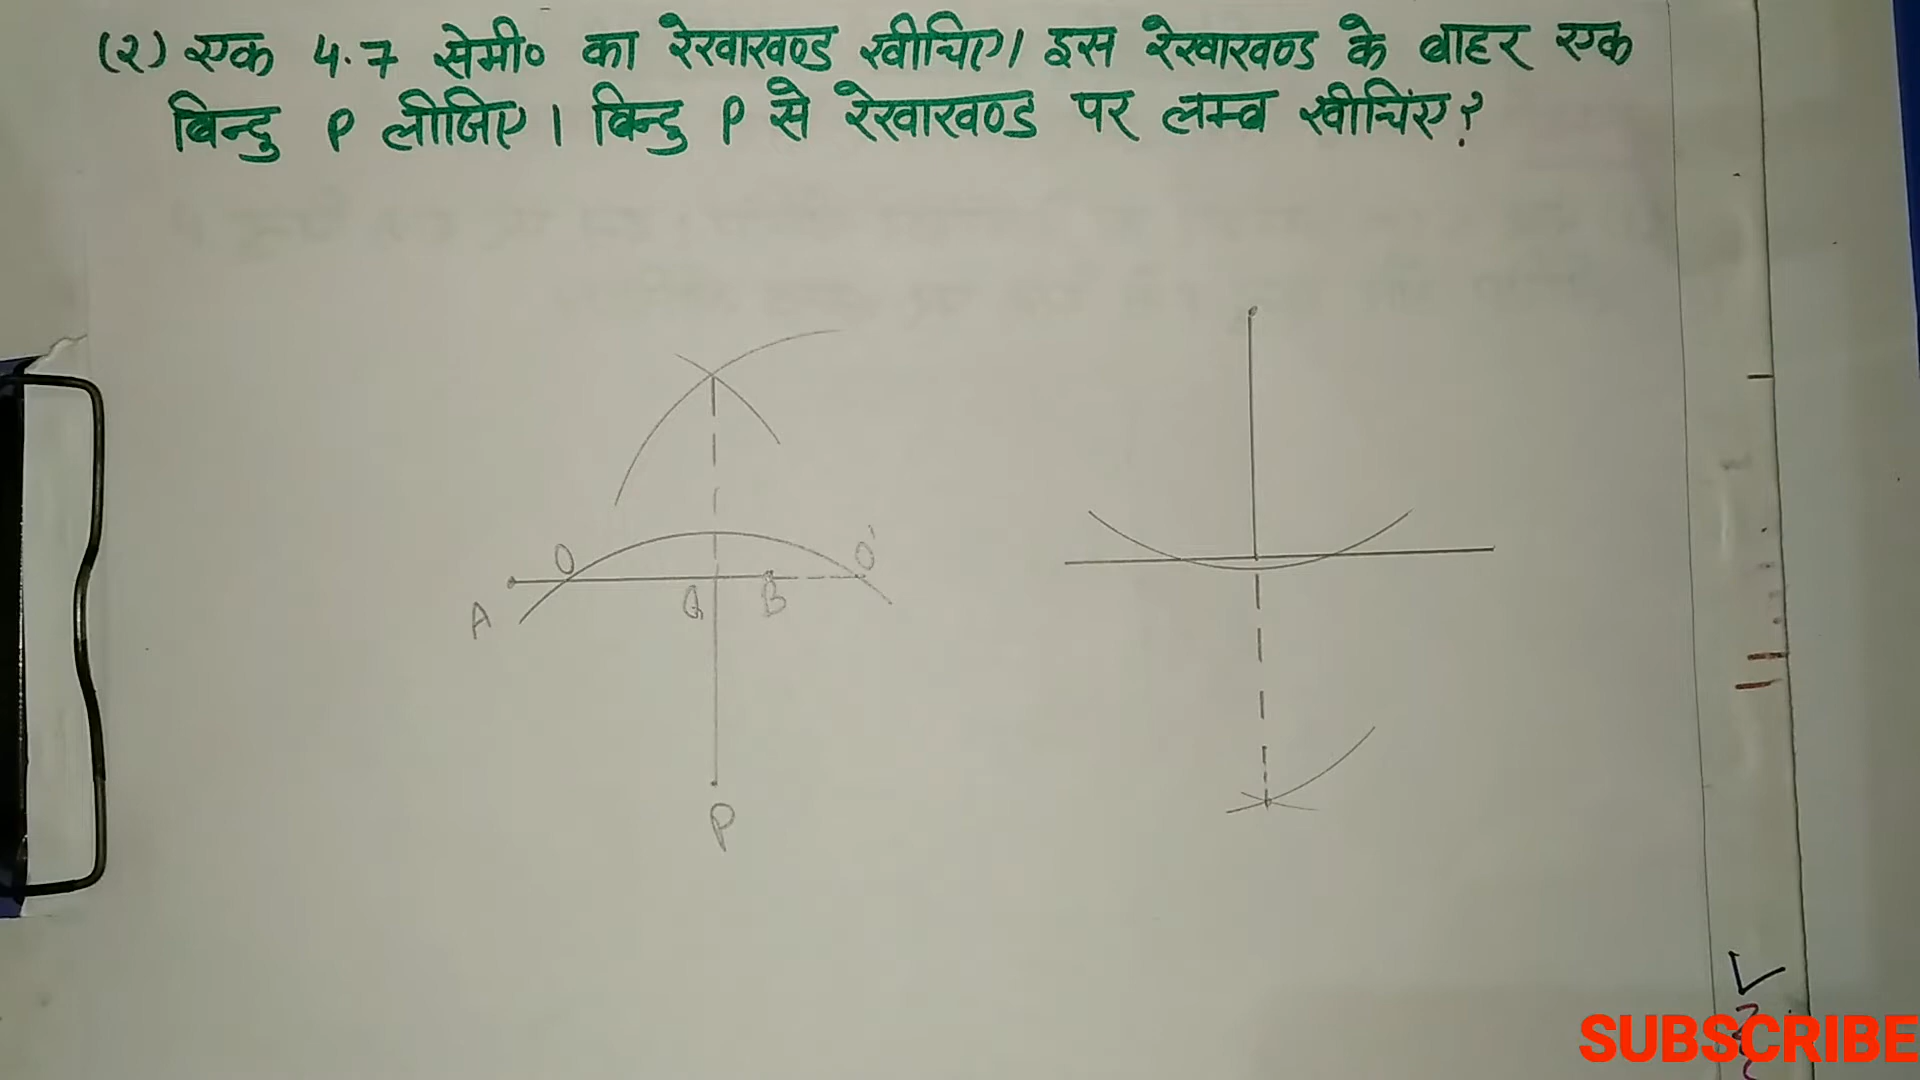 (२) एक 4.7 सेमी० का रेखाखण्ड खीचिए। इस रेखाखण्ड के बाहर एक
बिन्दु P लीजिए। बिन्दु P से रेखाखण्ड पर लम्ब खीचिंए?
O O'
A Q B
P
SUBSCRIBE